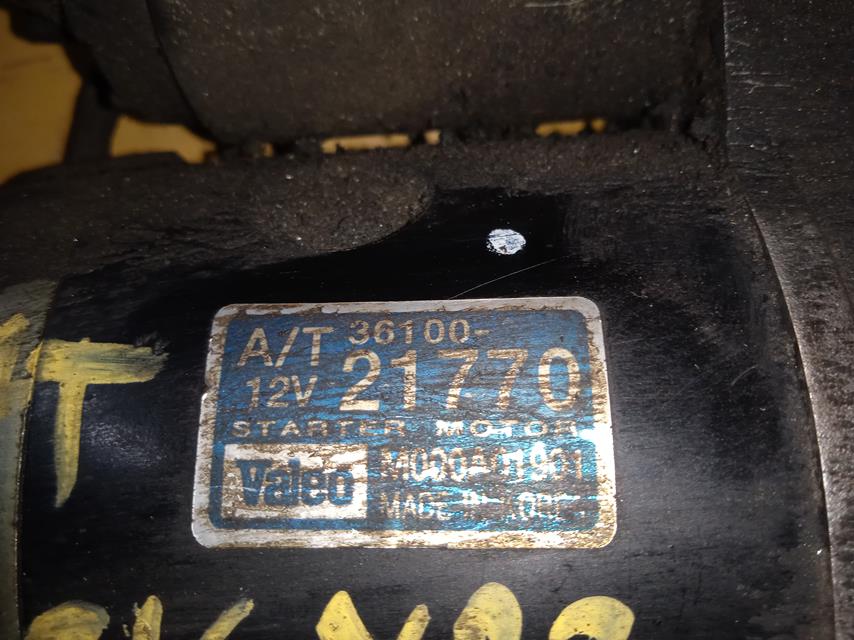 A/T 36100-
12V 21770
STARTER MOTOR
Valeo
MADE IN KOREA
T